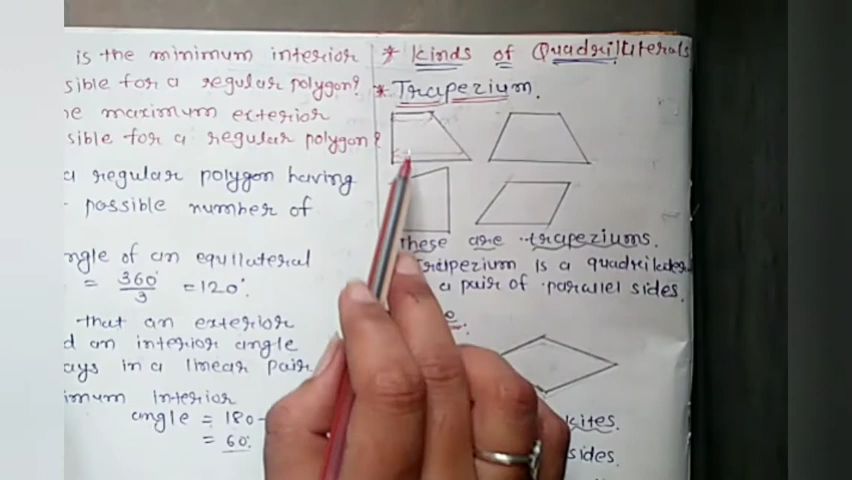 is the minimum interior
sible for a regular polygon?
e maximum exterior
sible for a regular polygon?
a regular polygon having
possible number of
ngle of an equilateral
= 360°/3 = 120°.
that an exterior
d an interior angle
ays in a linear pair
imum interior
angle = 180-
= 60°
* Kinds of Quadrilaterals
* Trapezium.
These are trapeziums.
Trapezium is a quadrilateral
a pair of parallel sides.
kites.
sides.